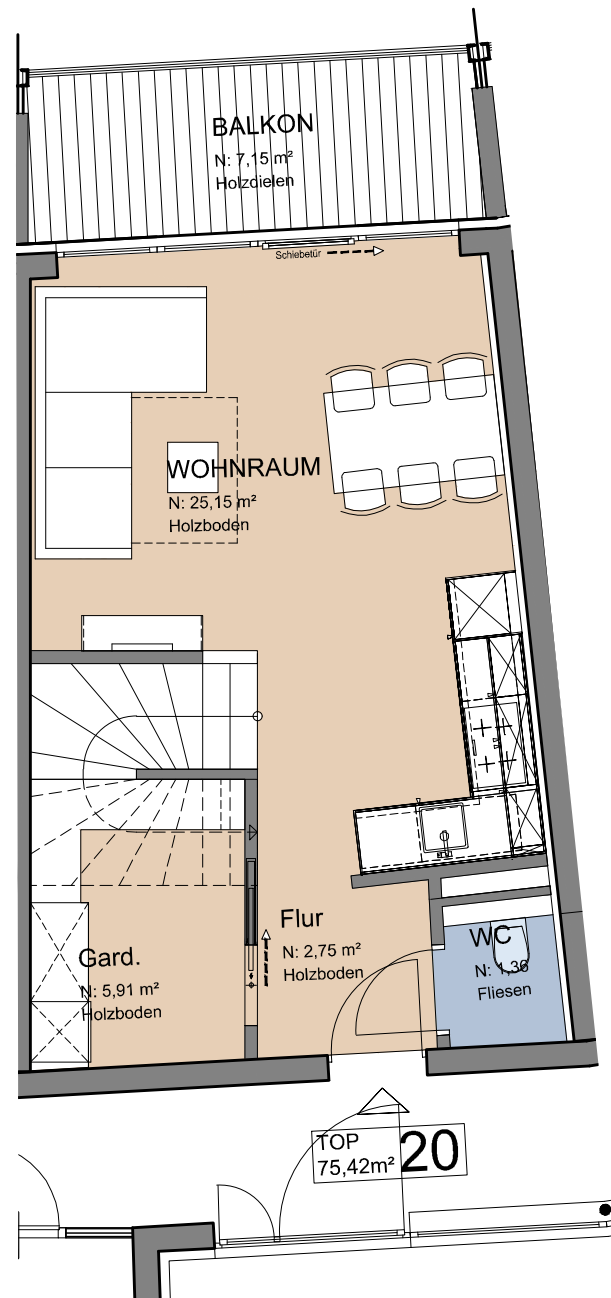 BALKON
N: 7,15 m²
Holzdielen
Schiebetür
WOHNRAUM
N: 25,15 m²
Holzboden
Flur
N: 2,75 m²
Holzboden
WC
N: 1,36
Fliesen
Gard.
N: 5,91 m²
Holzboden
TOP
75,42m²
20